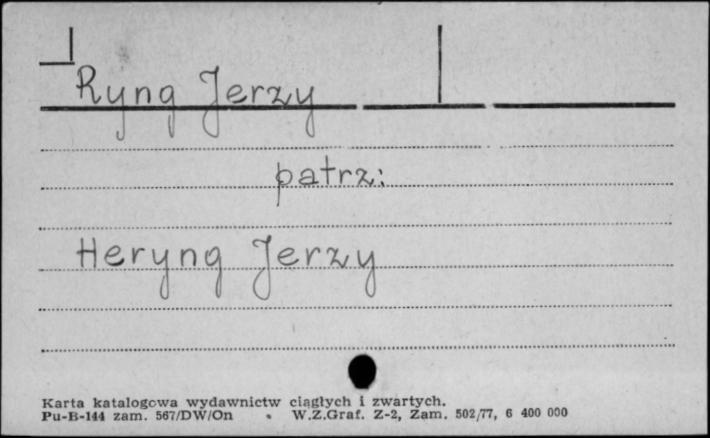 Ryng Jerzy
patrz:
Heryng Jerzy
Karta katalogowa wydawnictw ciągłych i zwartych.
Pu-B-144 zam. 567/DW/On • W.Z.Graf. Z-2, Zam. 502/77, 6 400 000